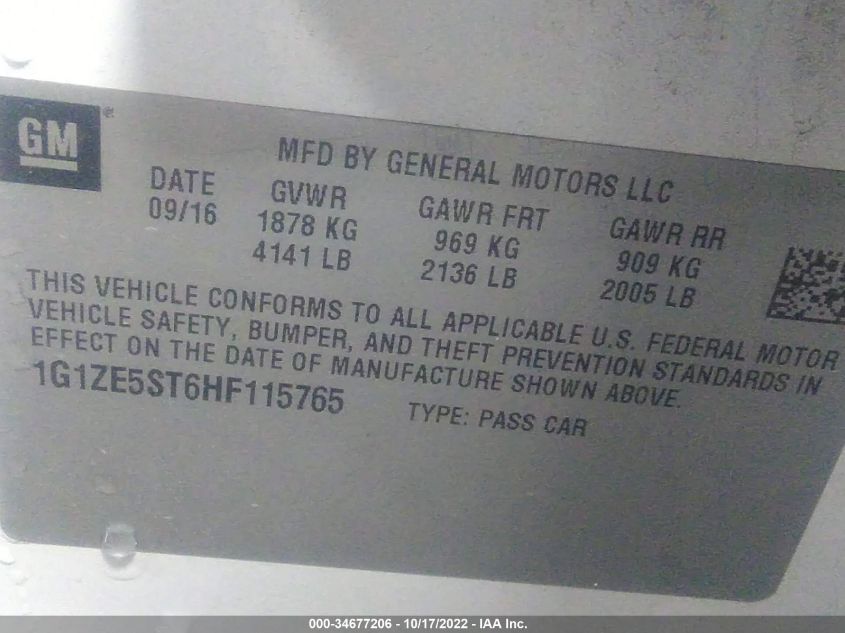 GM
MFD BY GENERAL MOTORS LLC
DATE GVWR GAWR FRT GAWR RR
09/16 1878 KG 969 KG 909 KG
4141 LB 2136 LB 2005 LB
THIS VEHICLE CONFORMS TO ALL APPLICABLE U.S. FEDERAL MOTOR
VEHICLE SAFETY, BUMPER, AND THEFT PREVENTION STANDARDS IN
EFFECT ON THE DATE OF MANUFACTURE SHOWN ABOVE.
1G1ZE5ST6HF115765 TYPE: PASS CAR
000-34677206 - 10/17/2022 - IAA Inc.